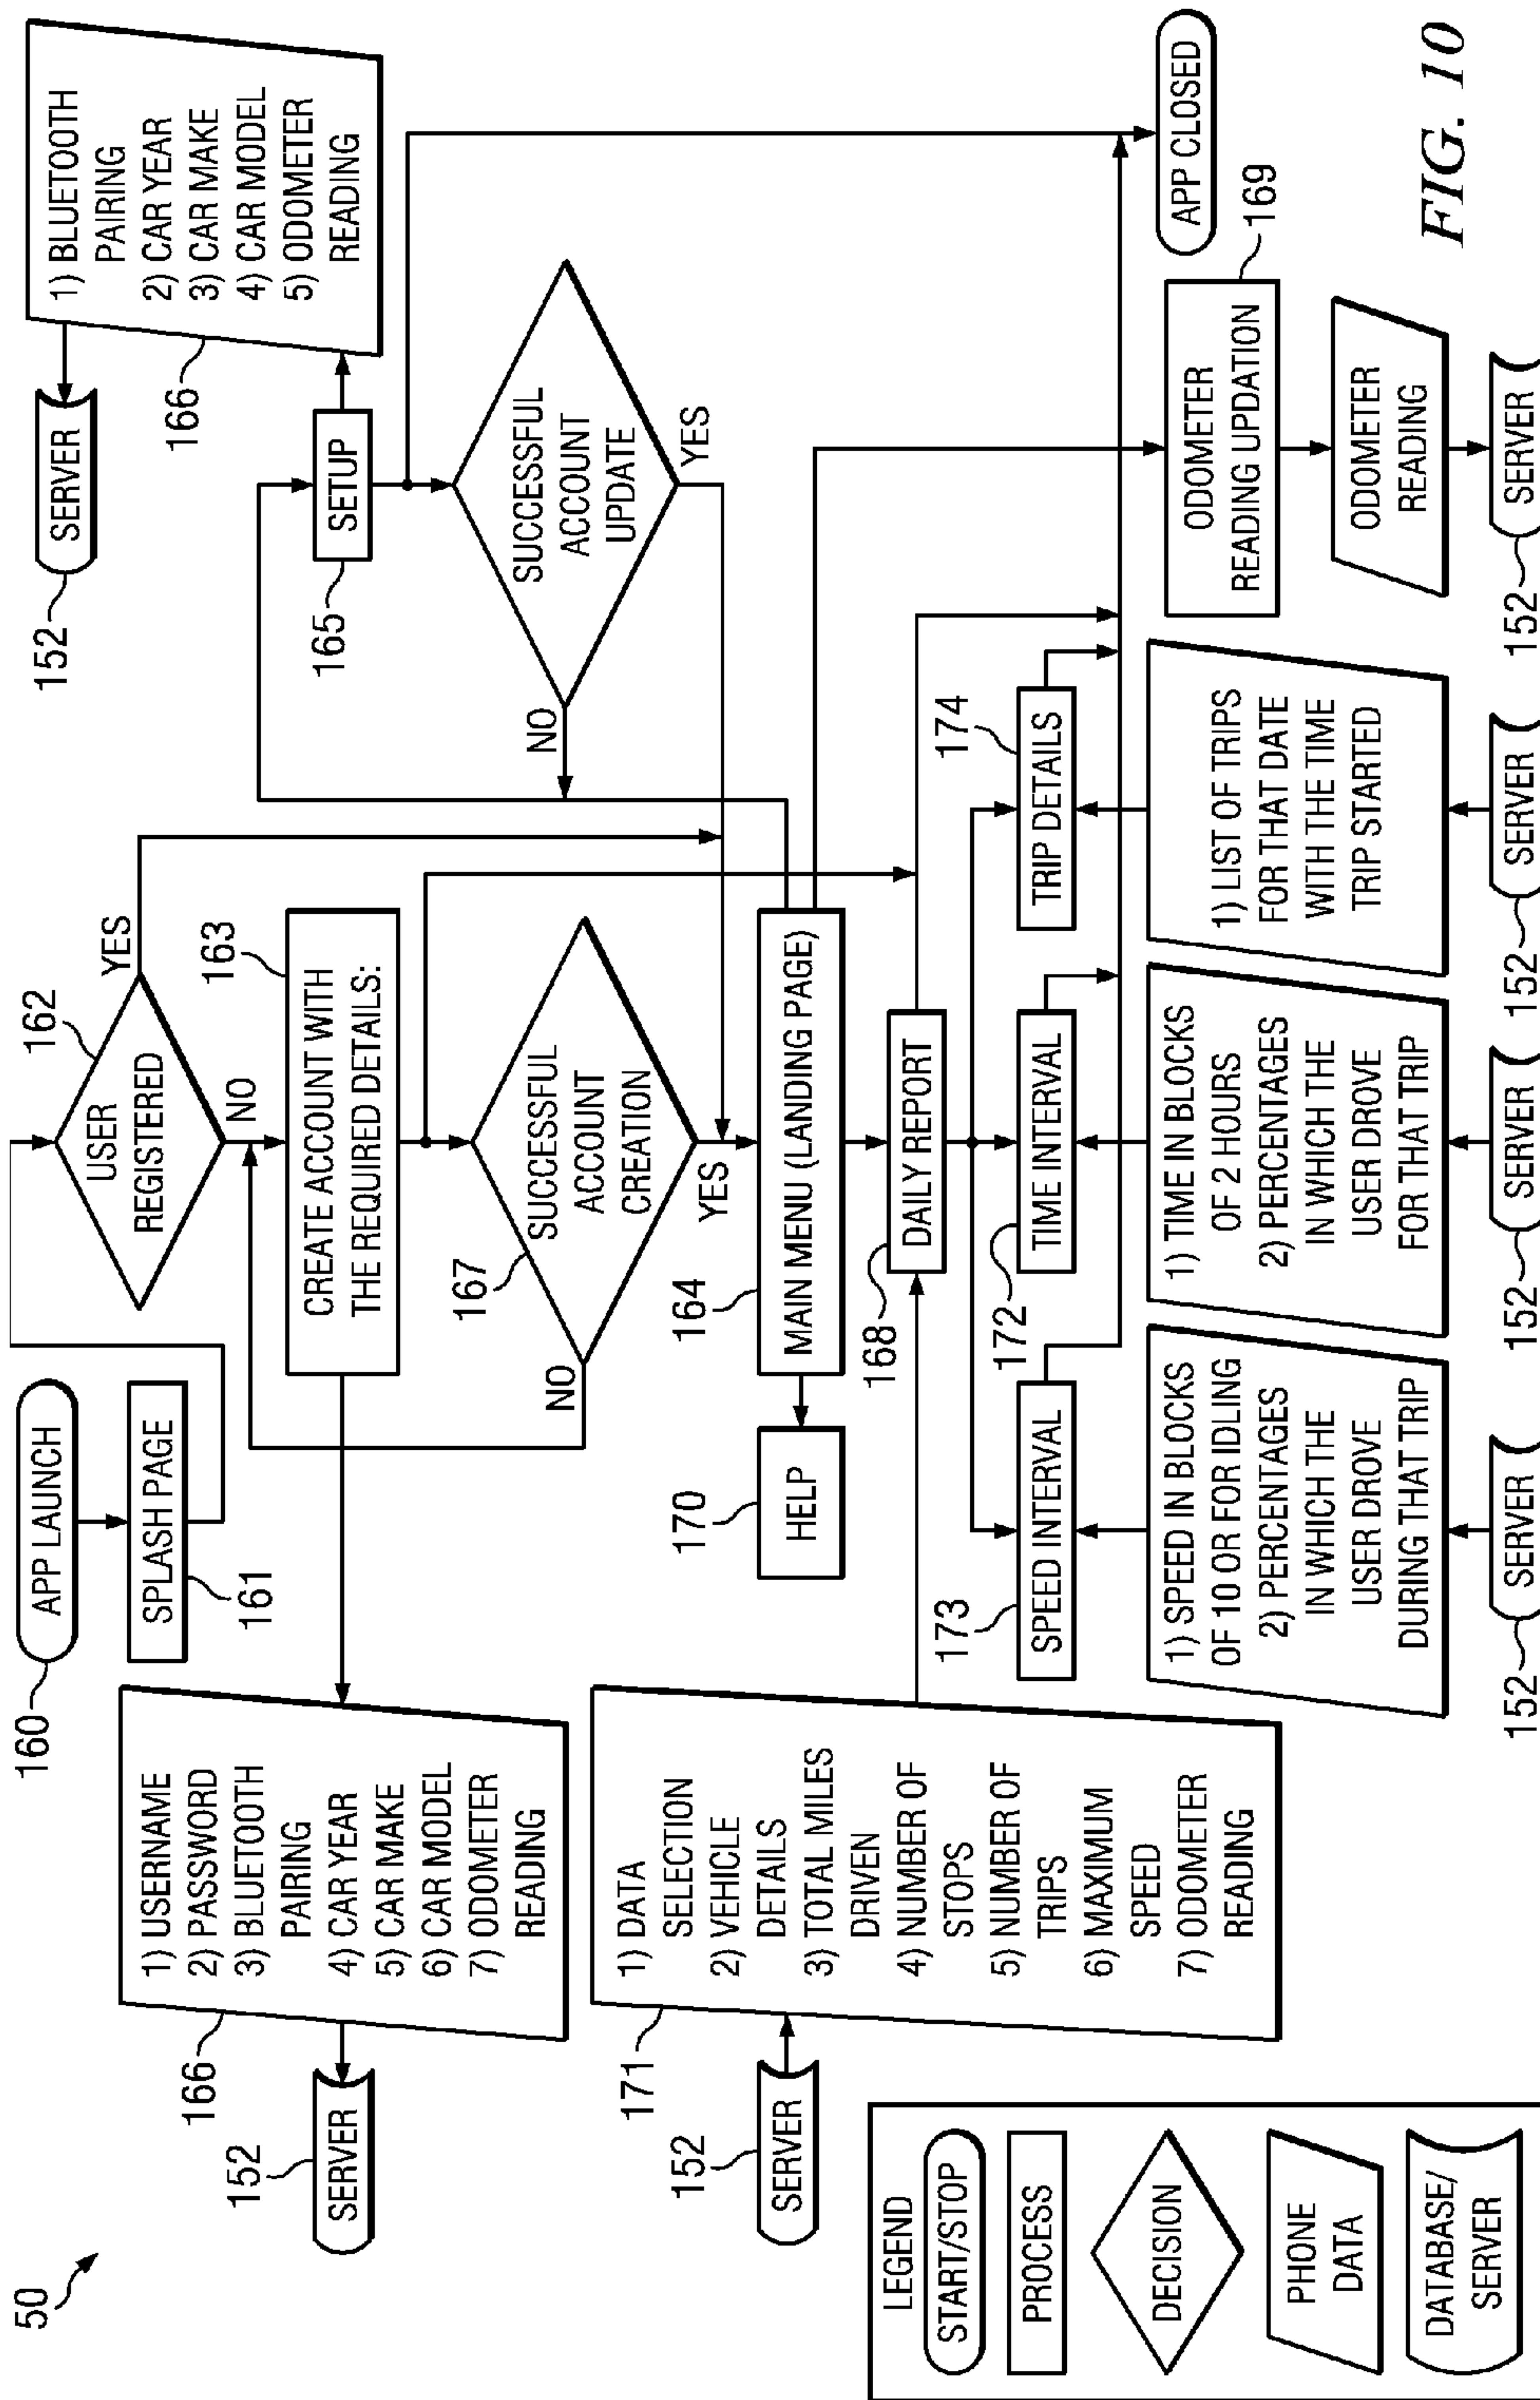 50
160
APP LAUNCH
SPLASH PAGE
161
162
USER
REGISTERED
YES
NO
152
SERVER
1) BLUETOOTH
PAIRING
2) CAR YEAR
3) CAR MAKE
4) CAR MODEL
5) ODOMETER
READING
166
152
SERVER
166
1) USERNAME
2) PASSWORD
3) BLUETOOTH
PAIRING
4) CAR YEAR
5) CAR MAKE
6) CAR MODEL
7) ODOMETER
READING
163
CREATE ACCOUNT WITH
THE REQUIRED DETAILS:
165
SETUP
167
SUCCESSFUL
ACCOUNT
CREATION
NO
YES
SUCCESSFUL
ACCOUNT
UPDATE
NO
YES
152
SERVER
171
1) DATA
SELECTION
2) VEHICLE
DETAILS
3) TOTAL MILES
DRIVEN
4) NUMBER OF
STOPS
5) NUMBER OF
TRIPS
6) MAXIMUM
SPEED
7) ODOMETER
READING
170
HELP
164
MAIN MENU (LANDING PAGE)
168
DAILY REPORT
173
SPEED INTERVAL
172
TIME INTERVAL
174
TRIP DETAILS
APP CLOSED
1) SPEED IN BLOCKS
OF 10 OR FOR IDLING
2) PERCENTAGES
IN WHICH THE
USER DROVE
DURING THAT TRIP
1) TIME IN BLOCKS
OF 2 HOURS
2) PERCENTAGES
IN WHICH THE
USER DROVE
FOR THAT TRIP
1) LIST OF TRIPS
FOR THAT DATE
WITH THE TIME
TRIP STARTED
ODOMETER
READING UPDATION
169
ODOMETER
READING
152
SERVER
152
SERVER
152
SERVER
152
SERVER
LEGEND
START/STOP
PROCESS
DECISION
PHONE
DATA
DATABASE/
SERVER
FIG. 10